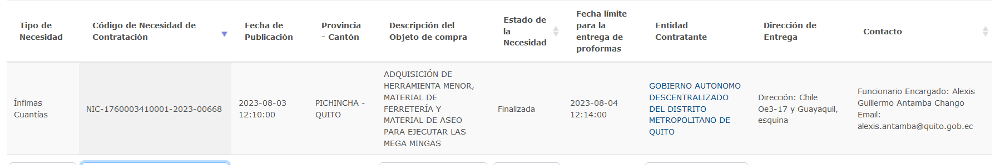 Tipo de
Necesidad
Código de Necesidad de
Contratación
Fecha de
Publicación
Provincia
- Cantón
Descripción del
Objeto de compra
Estado de
la
Necesidad
Fecha límite
para la
entrega de
proformas
Entidad
Contratante
Dirección de
Entrega
Contacto
Ínfimas
Cuantías
NIC-1760003410001-2023-00668
2023-08-03
12:10:00
PICHINCHA -
QUITO
ADQUISICIÓN DE
HERRAMIENTA MENOR,
MATERIAL DE
FERRETERÍA Y
MATERIAL DE ASEO
PARA EJECUTAR LAS
MEGA MINGAS
Finalizada
2023-08-04
12:14:00
GOBIERNO AUTONOMO
DESCENTRALIZADO
DEL DISTRITO
METROPOLITANO DE
QUITO
Dirección: Chile
Oe3-17 y Guayaquil,
esquina
Funcionario Encargado: Alexis
Guillermo Antamba Chango
Email:
alexis.antamba@quito.gob.ec